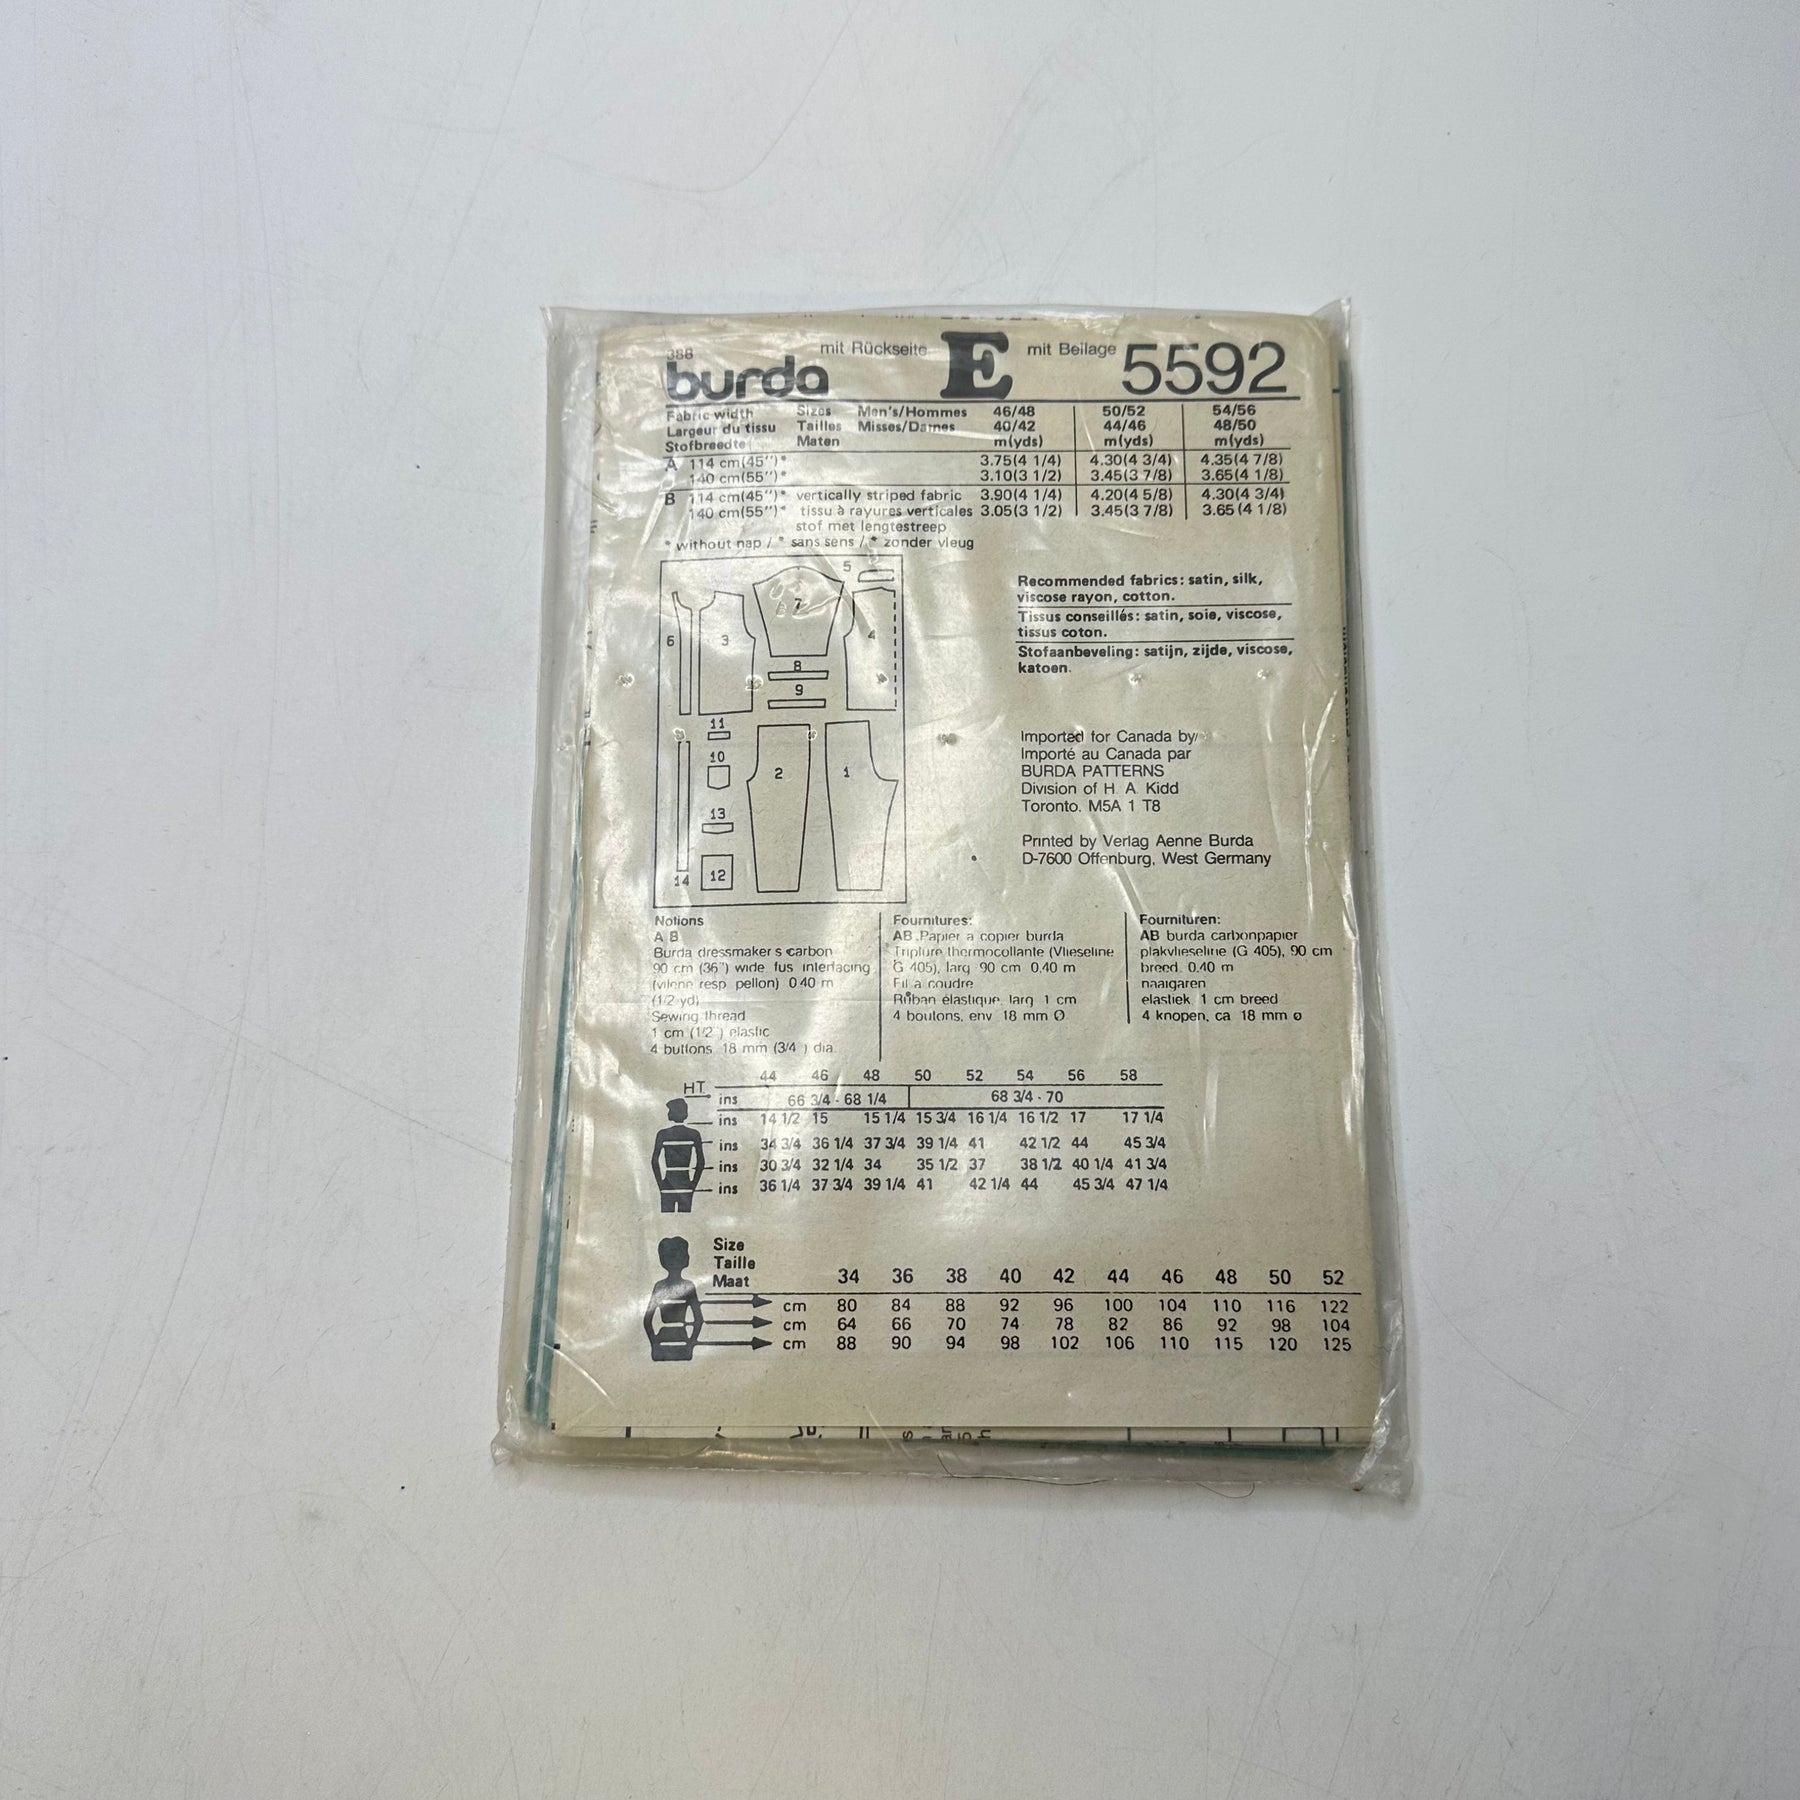 388
burda mit Rückseite E mit Beilage 5592
Fabric width Sizes Men's/Hommes 46/48 50/52 54/56
Largeur du tissu Tailles Misses/Dames 40/42 44/46 48/50
Stofbreedte Maten m(yds) m(yds) m(yds)
A 114 cm(45'')* 3.75(4 1/4) 4.30(4 3/4) 4.35(4 7/8)
140 cm(55'')* 3.10(3 1/2) 3.45(3 7/8) 3.65(4 1/8)
B 114 cm(45'')* vertically striped fabric 3.90(4 1/4) 4.20(4 5/8) 4.30(4 3/4)
140 cm(55'')* tissu à rayures verticales 3.05(3 1/2) 3.45(3 7/8) 3.65(4 1/8)
stof met lengtestreep
* without nap / * sans sens / * zonder vleug
5
7
6 3 4
8
9
11
10
2 1
13
14 12
Recommended fabrics: satin, silk,
viscose rayon, cotton.
Tissus conseillés: satin, soie, viscose,
tissus coton.
Stofaanbeveling: satijn, zijde, viscose,
katoen.
Imported for Canada by
Importé au Canada par
BURDA PATTERNS
Division of H. A. Kidd
Toronto. M5A 1 T8
Printed by Verlag Aenne Burda
D-7600 Offenburg, West Germany
Notions
A B
Burda dressmaker s carbon
90 cm (36") wide fus interfacing
(vilene resp pellon) 0 40 m
(1/2 yd)
Sewing thread
1 cm (1/2 ) elastic
4 buttons 18 mm (3/4 ) dia.
Fournitures:
AB Papier a copier burda
Triplure thermocollante (Vlieseline
G 405), larg 90 cm 0.40 m
Fil a coudre
Ruban élastique, larg 1 cm
4 boutons, env 18 mm Ø
Fournituren:
AB burda carbonpapier
plakvlieseline (G 405), 90 cm
breed 0.40 m
naaigaren
elastiek 1 cm breed
4 knopen, ca 18 mm ø
44 46 48 50 52 54 56 58
HT
ins 66 3/4 - 68 1/4 68 3/4 - 70
ins 14 1/2 15 15 1/4 15 3/4 16 1/4 16 1/2 17 17 1/4
ins 34 3/4 36 1/4 37 3/4 39 1/4 41 42 1/2 44 45 3/4
ins 30 3/4 32 1/4 34 35 1/2 37 38 1/2 40 1/4 41 3/4
ins 36 1/4 37 3/4 39 1/4 41 42 1/4 44 45 3/4 47 1/4
Size
Taille
Maat 34 36 38 40 42 44 46 48 50 52
cm 80 84 88 92 96 100 104 110 116 122
cm 64 66 70 74 78 82 86 92 98 104
cm 88 90 94 98 102 106 110 115 120 125